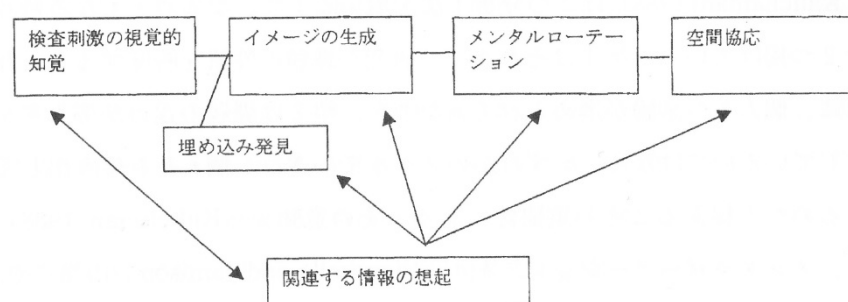 検査刺激の視覚的
知覚
イメージの生成
メンタルローテー
ション
空間協応
埋め込み発見
関連する情報の想起